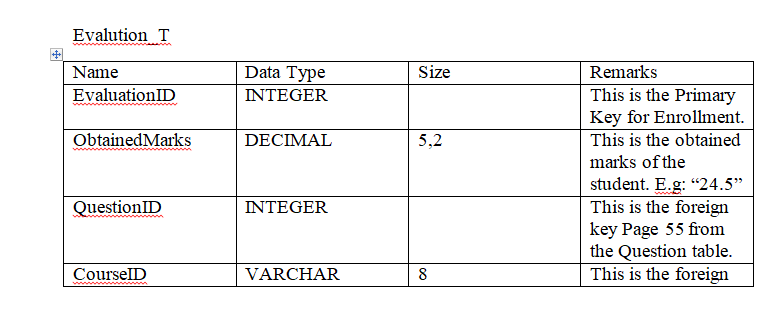 Evalution_T
Name Data Type Size Remarks
EvaluationID INTEGER This is the Primary
Key for Enrollment.
ObtainedMarks DECIMAL 5,2 This is the obtained
marks of the
student. E.g: “24.5”
QuestionID INTEGER This is the foreign
key Page 55 from
the Question table.
CourseID VARCHAR 8 This is the foreign